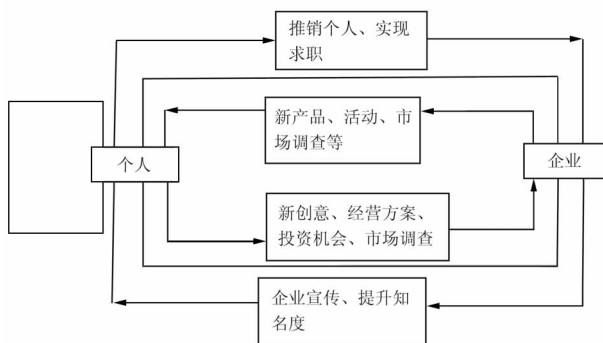 推销个人、实现
求职
新产品、活动、市
场调查等
个人
企业
新创意、经营方案、
投资机会、市场调查
企业宣传、提升知
名度